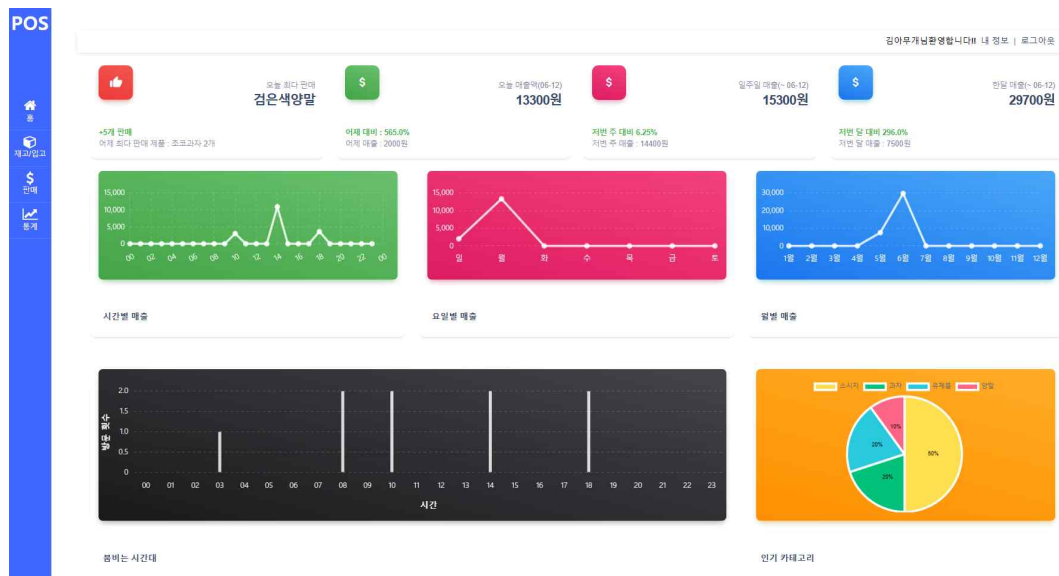 POS
김아무개님환영합니다!! 내 정보 | 로그아웃
홈
재고/입고
판매
통계
오늘 최다 판매
검은색양말
+5개 판매
어제 최다 판매 제품 : 초코과자 2개
오늘 매출액(06-12)
13300원
어제 대비 : 565.0%
어제 매출 : 2000원
일주일 매출(~ 06-12)
15300원
저번 주 대비 6.25%
저번 주 매출 : 14400원
한달 매출(~ 06-12)
29700원
저번 달 대비 296.0%
저번 달 매출 : 7500원
15,000
10,000
5,000
0
00 02 04 06 08 10 12 14 16 18 20 22 00
시간별 매출
15,000
10,000
5,000
0
일 월 화 수 목 금 토
요일별 매출
30,000
20,000
10,000
0
1월 2월 3월 4월 5월 6월 7월 8월 9월 10월 11월 12월
월별 매출
방문 횟수
2.0
1.5
1.0
0.5
0
00 01 02 03 04 05 06 07 08 09 10 11 12 13 14 15 16 17 18 19 20 21 22 23
시간
붐비는 시간대
소시지 과자 유제품 양말
10%
20%
50%
20%
인기 카테고리